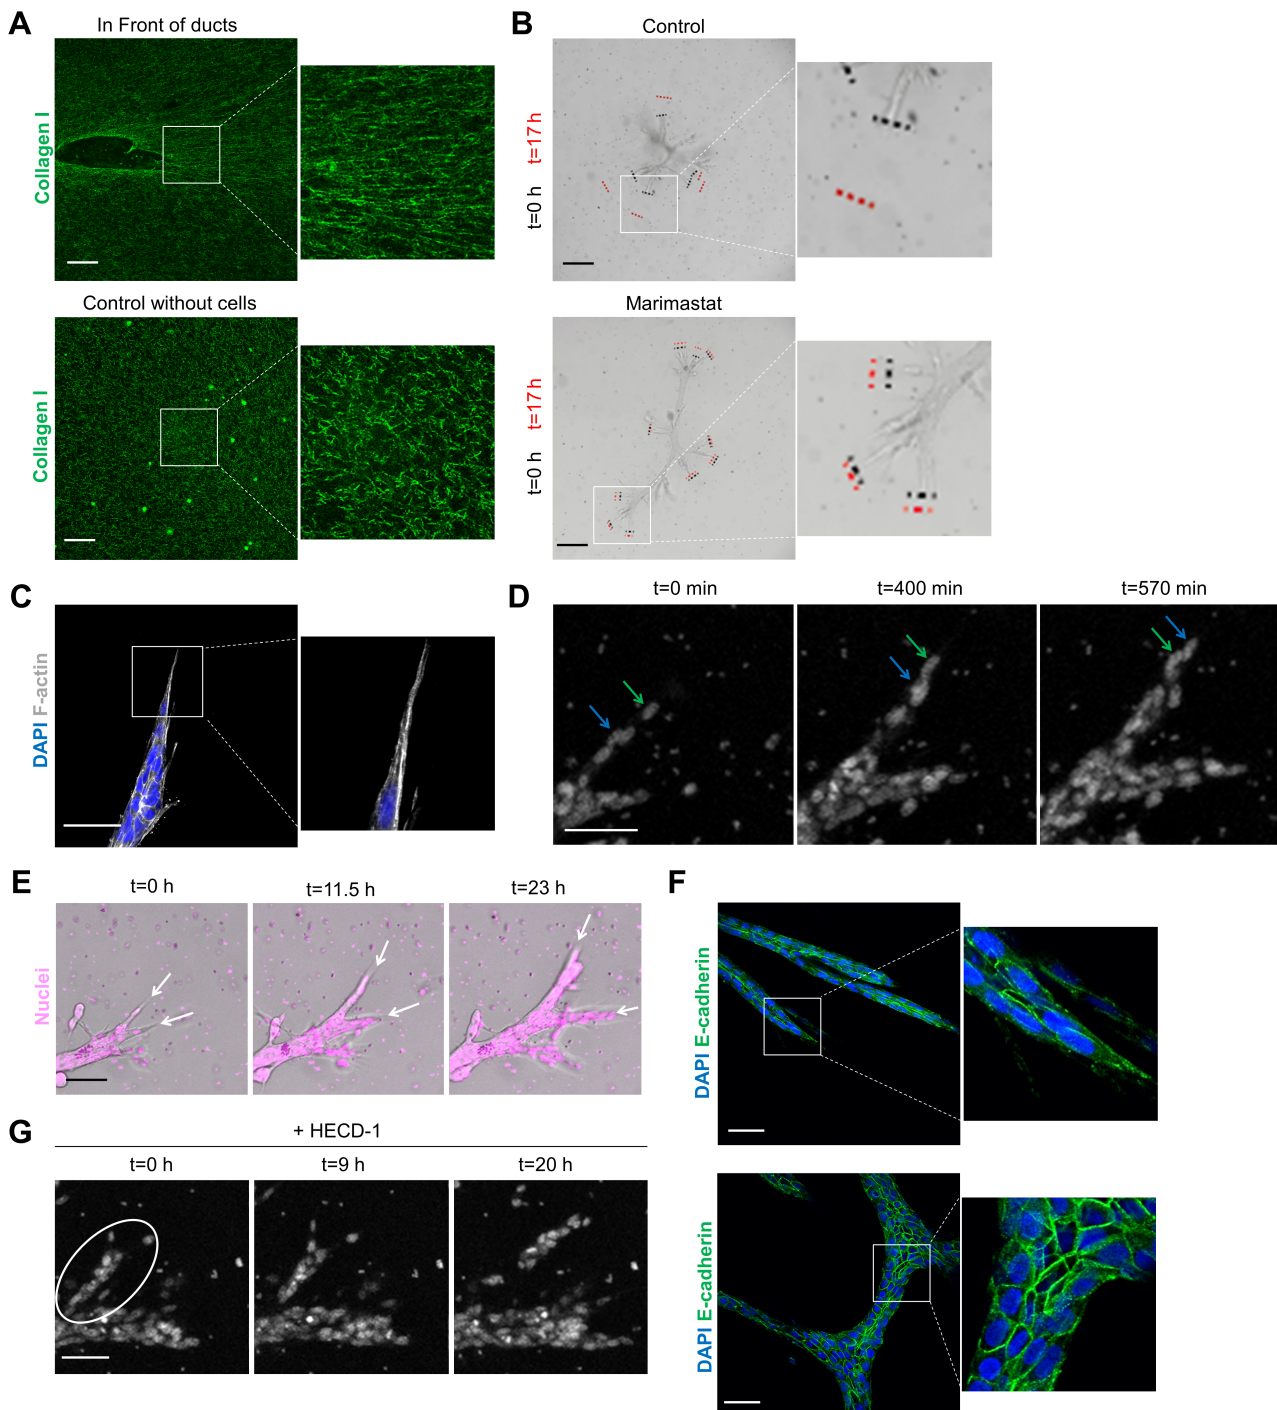 A
In Front of ducts
Collagen I
Control without cells
Collagen I
B
Control
t=0 h t=17 h
Marimastat
t=0 h t=17 h
C
DAPI F-actin
D
t=0 min
t=400 min
t=570 min
E
t=0 h
t=11.5 h
t=23 h
Nuclei
F
DAPI E-cadherin
DAPI E-cadherin
G
+ HECD-1
t=0 h
t=9 h
t=20 h